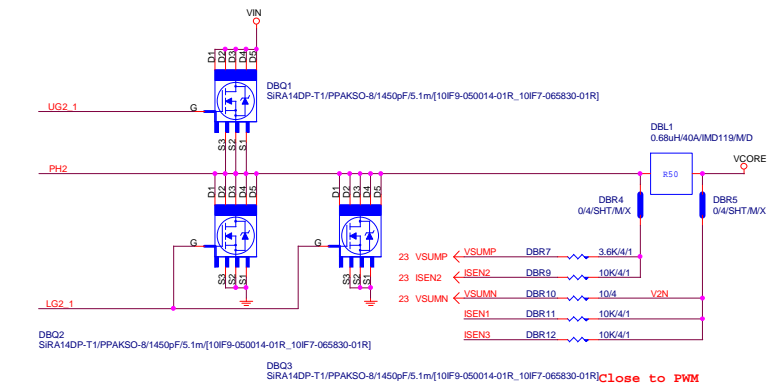 VIN
D1 D2 D3 D4 D5
DBQ1
SiRA14DP-T1/PPAKSO-8/1450pF/5.1m/[10IF9-050014-01R_10IF7-065830-01R]
UG2_1
G
S3 S2 S1
DBL1
0.68uH/40A/IMD119/M/D
PH2
R50
VCORE
D1 D2 D3 D4 D5
D1 D2 D3 D4 D5
DBR4
0/4/SHT/M/X
DBR5
0/4/SHT/M/X
G
G
S3 S2 S1
S3 S2 S1
23 VSUMP VSUMP DBR7 3.6K/4/1
23 ISEN2 ISEN2 DBR9 10K/4/1
23 VSUMN VSUMN DBR10 10/4 V2N
LG2_1
ISEN1 DBR11 10K/4/1
ISEN3 DBR12 10K/4/1
DBQ2
SiRA14DP-T1/PPAKSO-8/1450pF/5.1m/[10IF9-050014-01R_10IF7-065830-01R]
DBQ3
SiRA14DP-T1/PPAKSO-8/1450pF/5.1m/[10IF9-050014-01R_10IF7-065830-01R]
Close to PWM